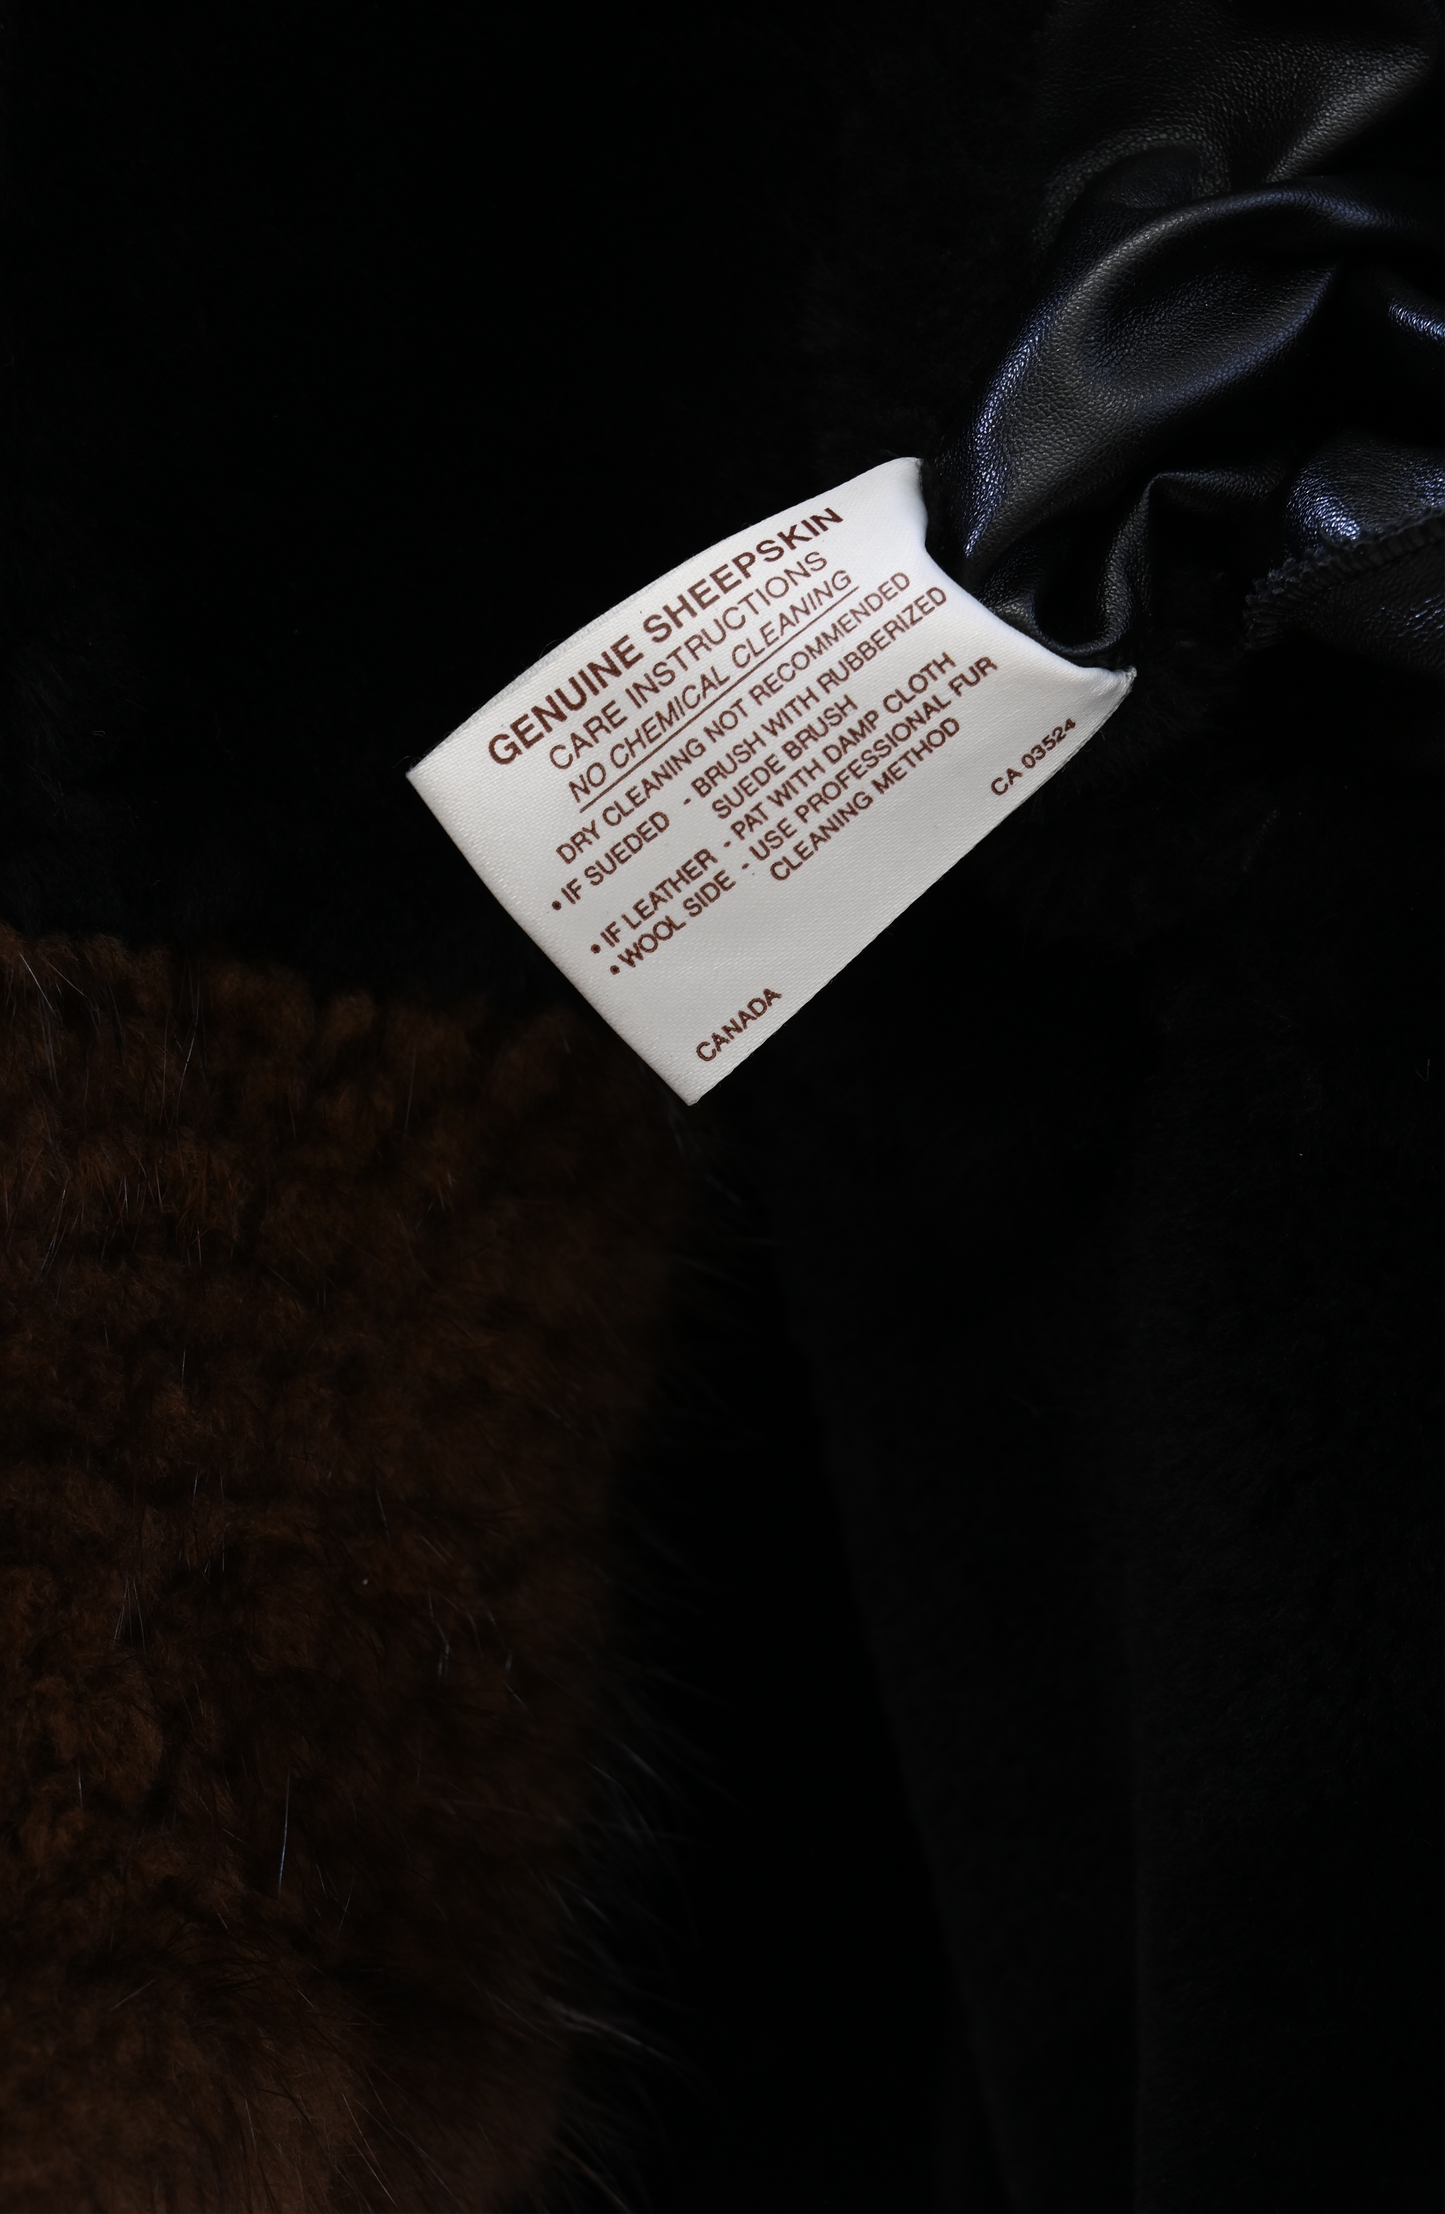 GENUINE SHEEPSKIN
CARE INSTRUCTIONS
NO CHEMICAL CLEANING
DRY CLEANING NOT RECOMMENDED
• IF SUEDED - BRUSH WITH RUBBERIZED
SUEDE BRUSH
• IF LEATHER - PAT WITH DAMP CLOTH
• WOOL SIDE - USE PROFESSIONAL FUR
CLEANING METHOD
CANADA
CA 03524